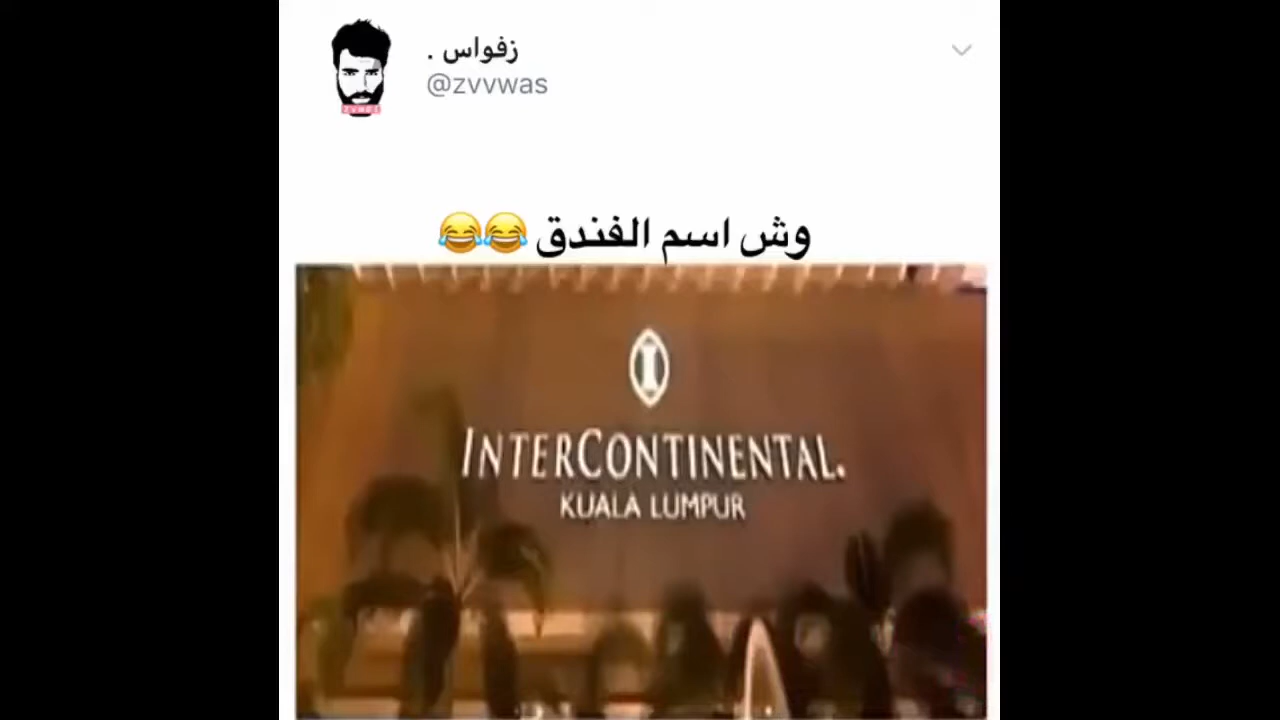 زفواس .
@zvvwas
وش اسم الفندق 😂😂
INTERCONTINENTAL.
KUALA LUMPUR